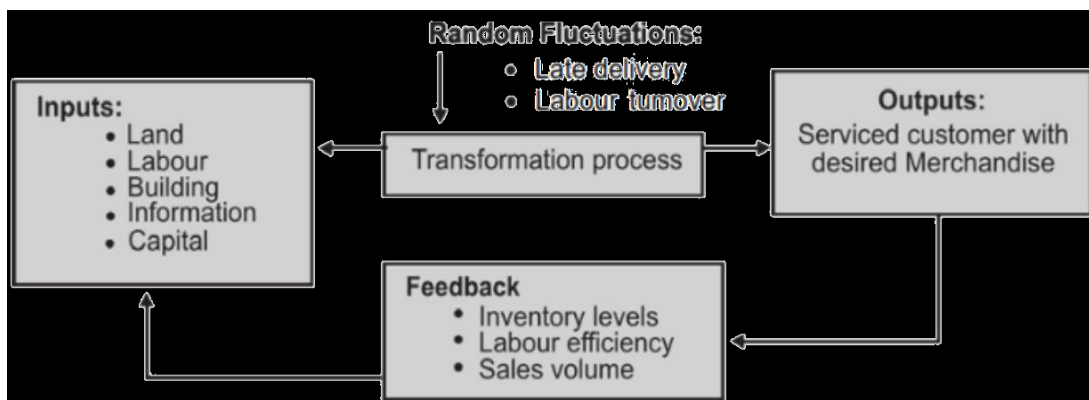 Random Fluctuations:
• Late delivery
• Labour turnover
Inputs:
• Land
• Labour
• Building
• Information
• Capital
Transformation process
Outputs:
Serviced customer with
desired Merchandise
Feedback
• Inventory levels
• Labour efficiency
• Sales volume